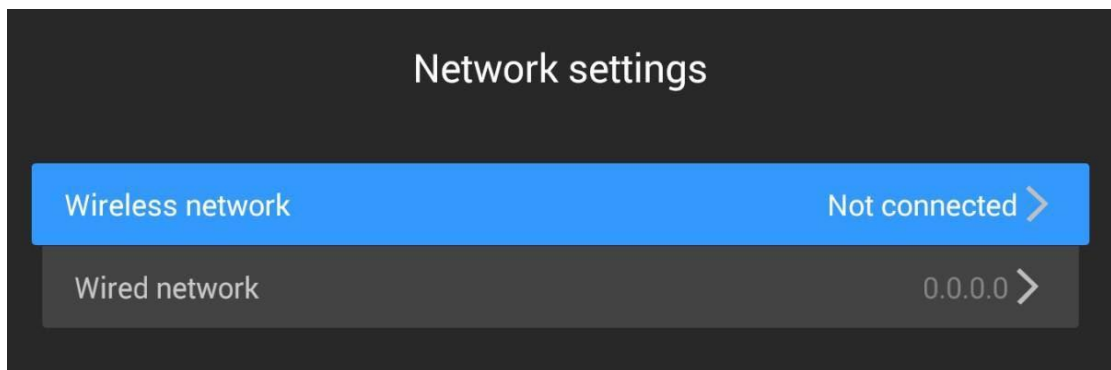 Network settings
Wireless network Not connected
Wired network 0.0.0.0